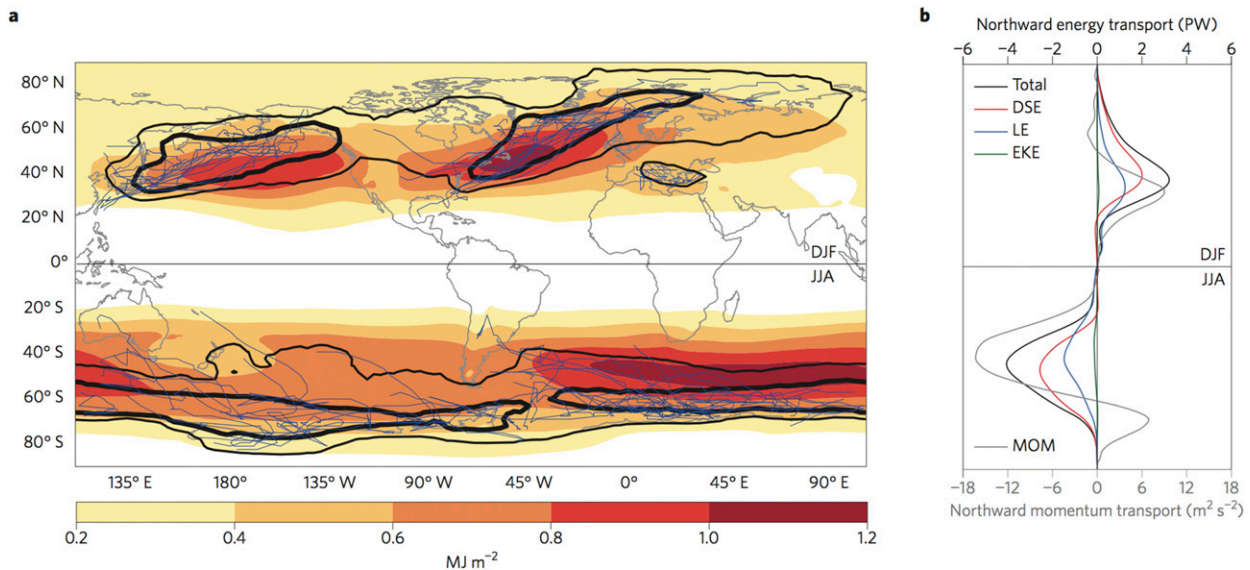 a
80° N
60° N
40° N
20° N
0°
20° S
40° S
60° S
80° S
DJF
JJA
135° E 180° 135° W 90° W 45° W 0° 45° E 90° E
0.2 0.4 0.6 0.8 1.0 1.2
MJ m⁻²
b
Northward energy transport (PW)
−6 −2 0 2 6
Total
DSE
LE
EKE
DJF
JJA
MOM
−18 −6 0 6 12 18
−12
Northward momentum transport (m² s⁻²)